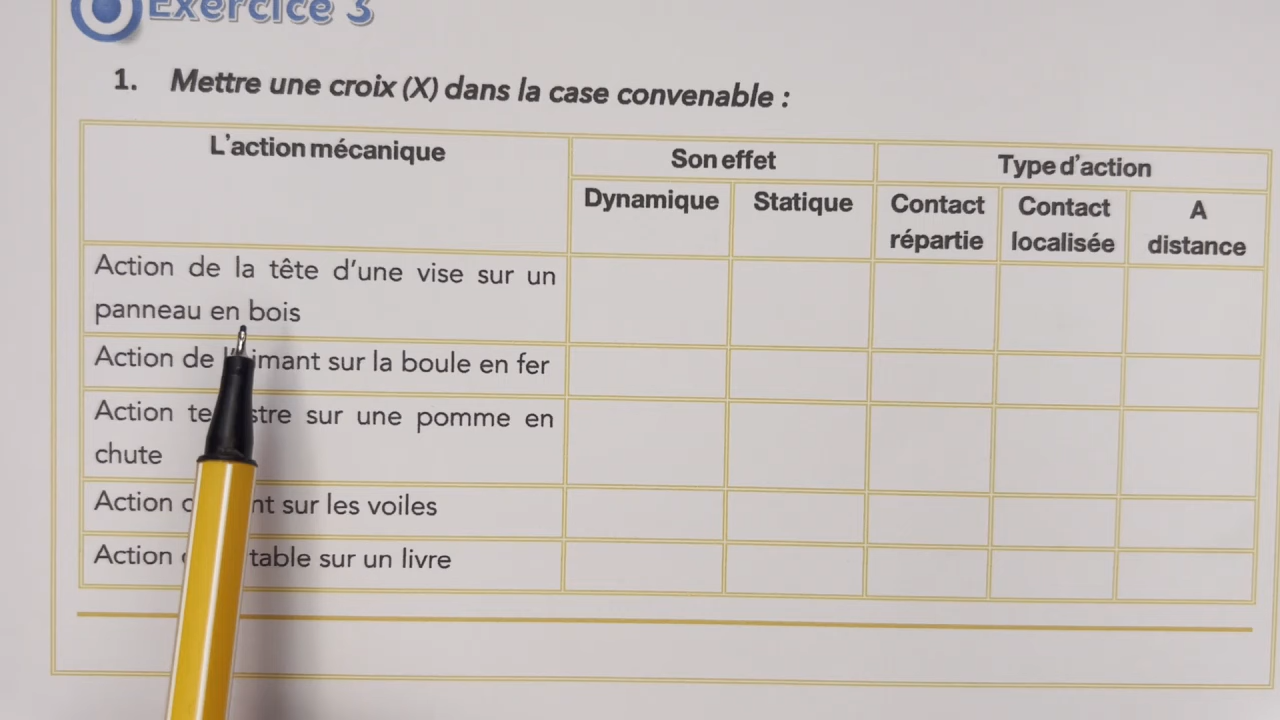 Exercice 3
1. Mettre une croix (X) dans la case convenable :
L'action mécanique
Son effet
Type d'action
Dynamique
Statique
Contact
répartie
Contact
localisée
A
distance
Action de la tête d'une vise sur un
panneau en bois
Action de l'imant sur la boule en fer
Action sur une pomme en
chute
Action sur les voiles
Action table sur un livre